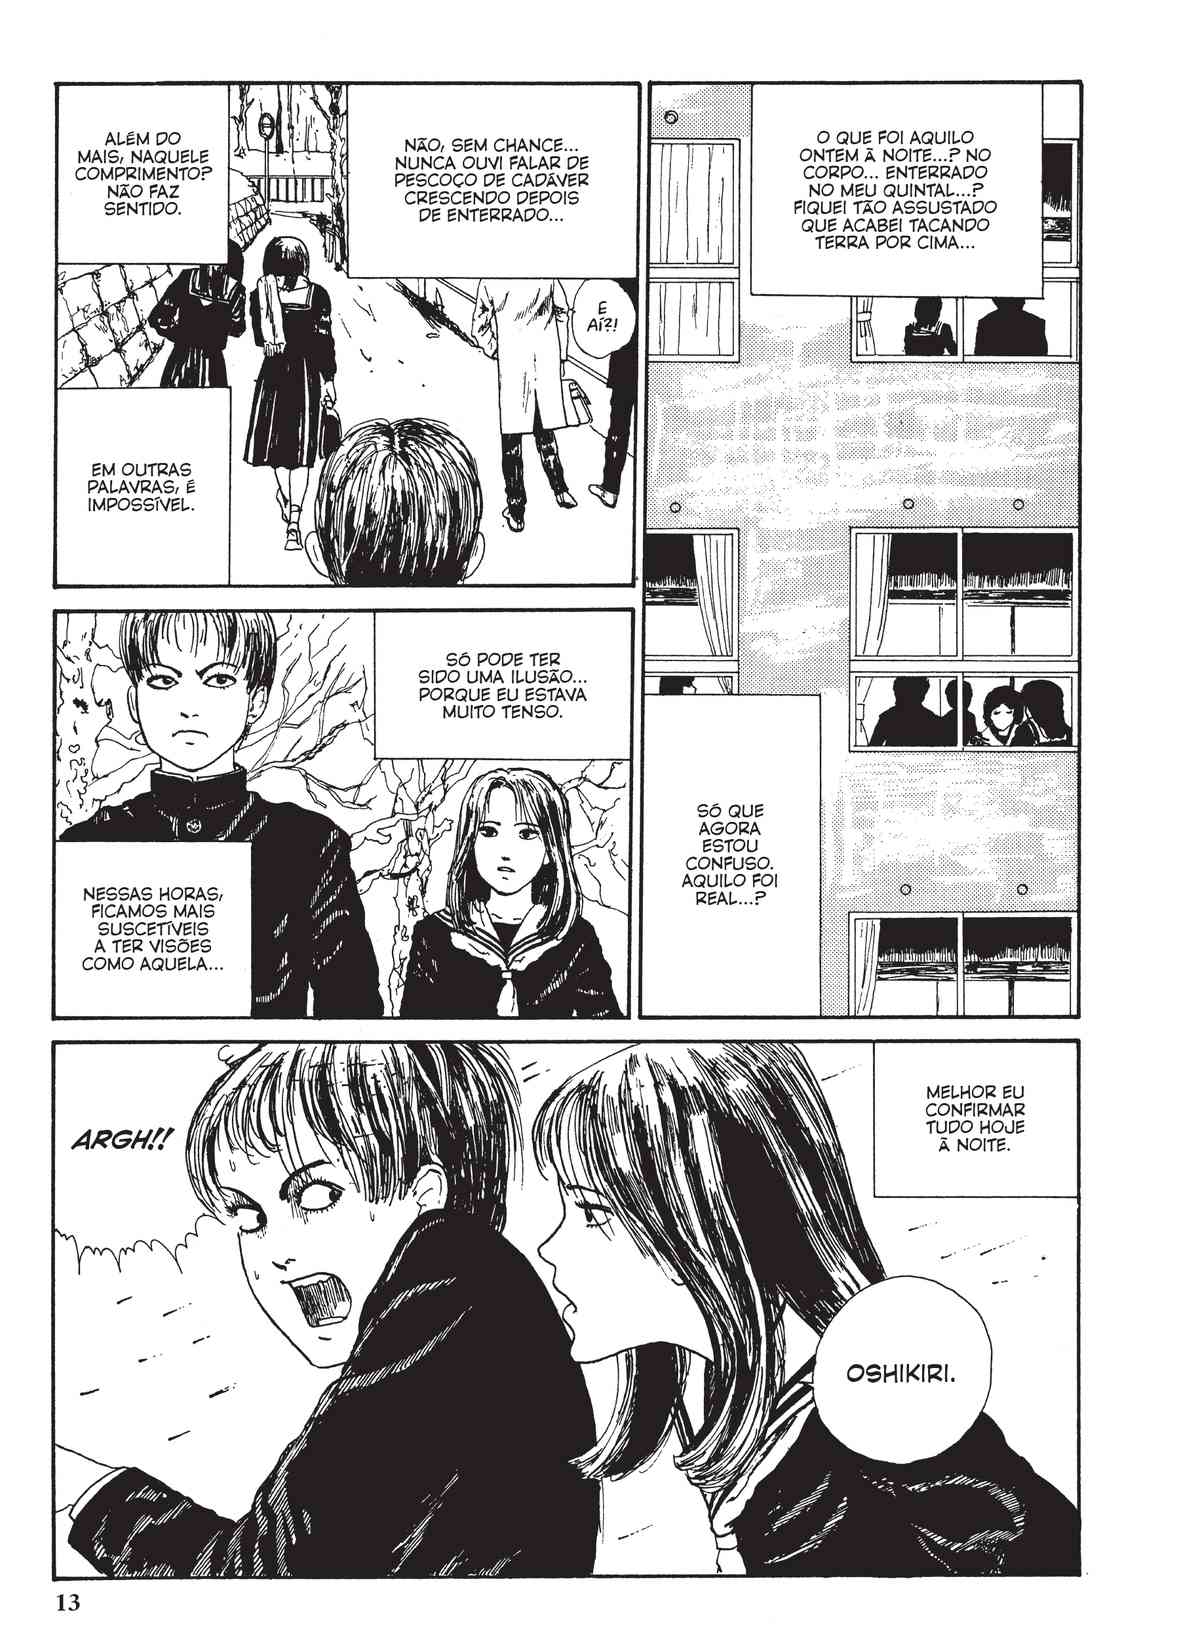 O QUE FOI AQUILO
ONTEM À NOITE...? NO
CORPO... ENTERRADO
NO MEU QUINTAL...?
FIQUEI TÃO ASSUSTADO
QUE ACABEI TACANDO
TERRA POR CIMA...
SÓ QUE
AGORA
ESTOU
CONFUSO.
AQUILO FOI
REAL...?
NÃO, SEM CHANCE...
NUNCA OUVI FALAR DE
PESCOÇO DE CADÁVER
CRESCENDO DEPOIS
DE ENTERRADO...
E
AÍ?!
ALÉM DO
MAIS, NAQUELE
COMPRIMENTO?
NÃO FAZ
SENTIDO.
EM OUTRAS
PALAVRAS, É
IMPOSSÍVEL.
SÓ PODE TER
SIDO UMA ILUSÃO...
PORQUE EU ESTAVA
MUITO TENSO.
NESSAS HORAS,
FICAMOS MAIS
SUSCETÍVEIS
A TER VISÕES
COMO AQUELA...
MELHOR EU
CONFIRMAR
TUDO HOJE
À NOITE.
OSHIKIRI.
ARGH!!
13